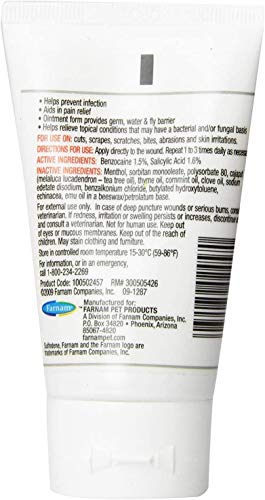 • Helps prevent infection
• Aids in pain relief
• Ointment form provides germ, water & fly barrier
• Helps relieve topical conditions that may have a bacterial and/or fungal basis
FOR USE ON: cuts, scrapes, scratches, bites, abrasions and skin irritations.
DIRECTIONS FOR USE: Apply directly to the wound. Repeat 1 to 3 times daily as necessary.
ACTIVE INGREDIENTS: Benzocaine 1.5%, Salicylic Acid 1.6%
INACTIVE INGREDIENTS: Menthol, sorbitan monoleate, polysorbate 80, cajaput
(melaluca locadendron – tea tree oil), thyme oil, commint oil, clove oil, sodium
edetate disodium, benzalkonium chloride, butylated hydroxytoluene,
echinacea, emu oil in a beeswax/petrolatum base.
For external use only. In case of deep puncture wounds or serious burns, consult
veterinarian. If redness, irritation or swelling persists or increases, discontinue
and consult a veterinarian. Not for human use. Keep out of
eyes or mucous membranes. Keep out of the reach of
children. May stain clothing and furniture.
Store in controlled room temperature 15-30°C (59-86°F)
For information, or in an emergency,
call 1-800-234-2269
Product Code: 100502457 RM# 300505426
©2009 Farnam Companies, Inc. 09-1287
Farnam
Manufactured for:
FARNAM PET PRODUCTS
A Division of Farnam Companies, Inc.
P.O. Box 34820 • Phoenix, Arizona
85067-4820
farnampet.com
Sulfodene, Farnam and the Farnam logo are
trademarks of Farnam Companies, Inc.